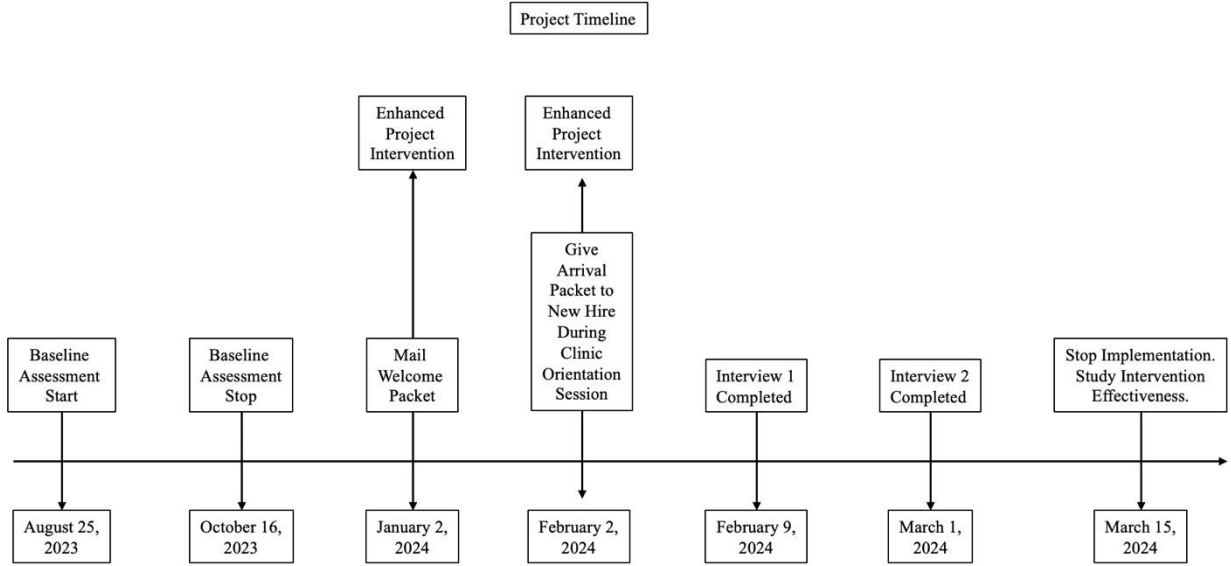 Project Timeline
Enhanced
Project
Intervention
Enhanced
Project
Intervention
Baseline
Assessment
Start
Baseline
Assessment
Stop
Mail
Welcome
Packet
Give
Arrival
Packet to
New Hire
During
Clinic
Orientation
Session
Interview 1
Completed
Interview 2
Completed
Stop Implementation.
Study Intervention
Effectiveness.
August 25,
2023
October 16,
2023
January 2,
2024
February 2,
2024
February 9,
2024
March 1,
2024
March 15,
2024